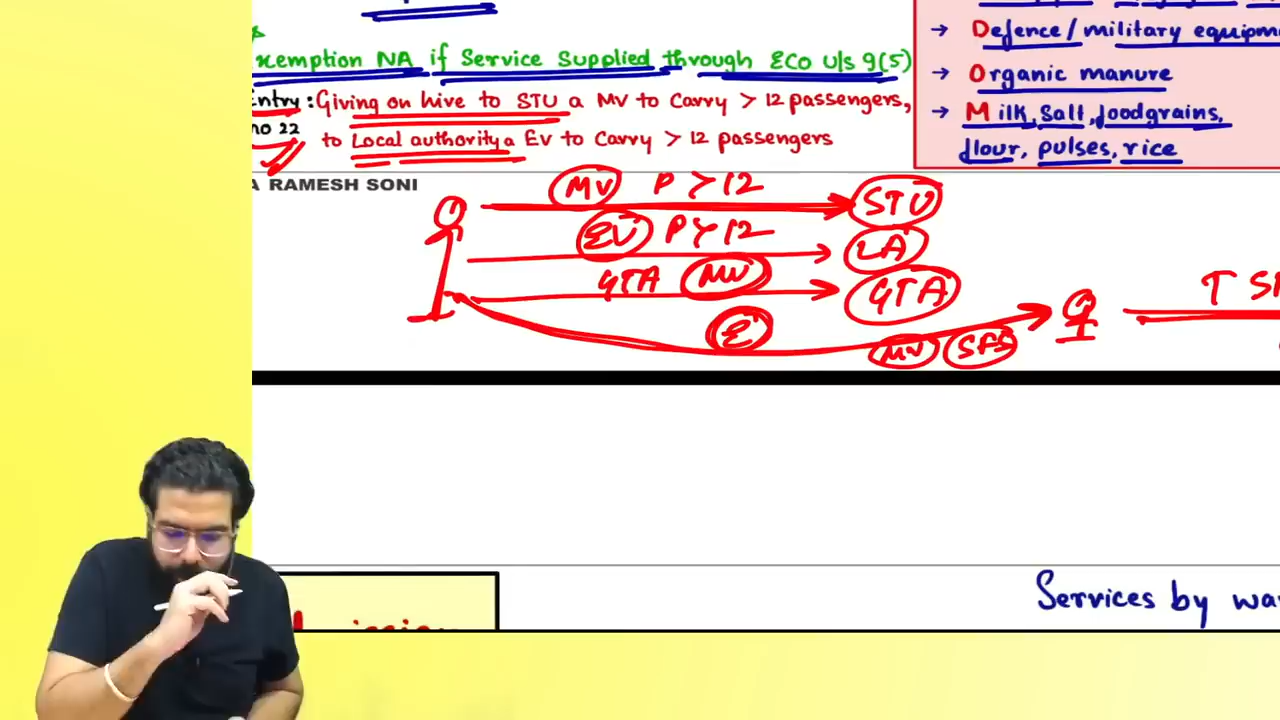 xemption NA if Service Supplied through ECO u/s 9(5)
Entry : Giving on hire to STU a MV to Carry > 12 passengers,
no 22
to Local authority a EV to Carry > 12 passengers
→ Defence / military equipm
→ Organic manure
→ Milk, Salt, foodgrains,
flour, pulses, rice
A RAMESH SONI
MV P > 12 STU
EV P > 12 LA
GTA MV GTA
E MV SFS
T
Services by wa